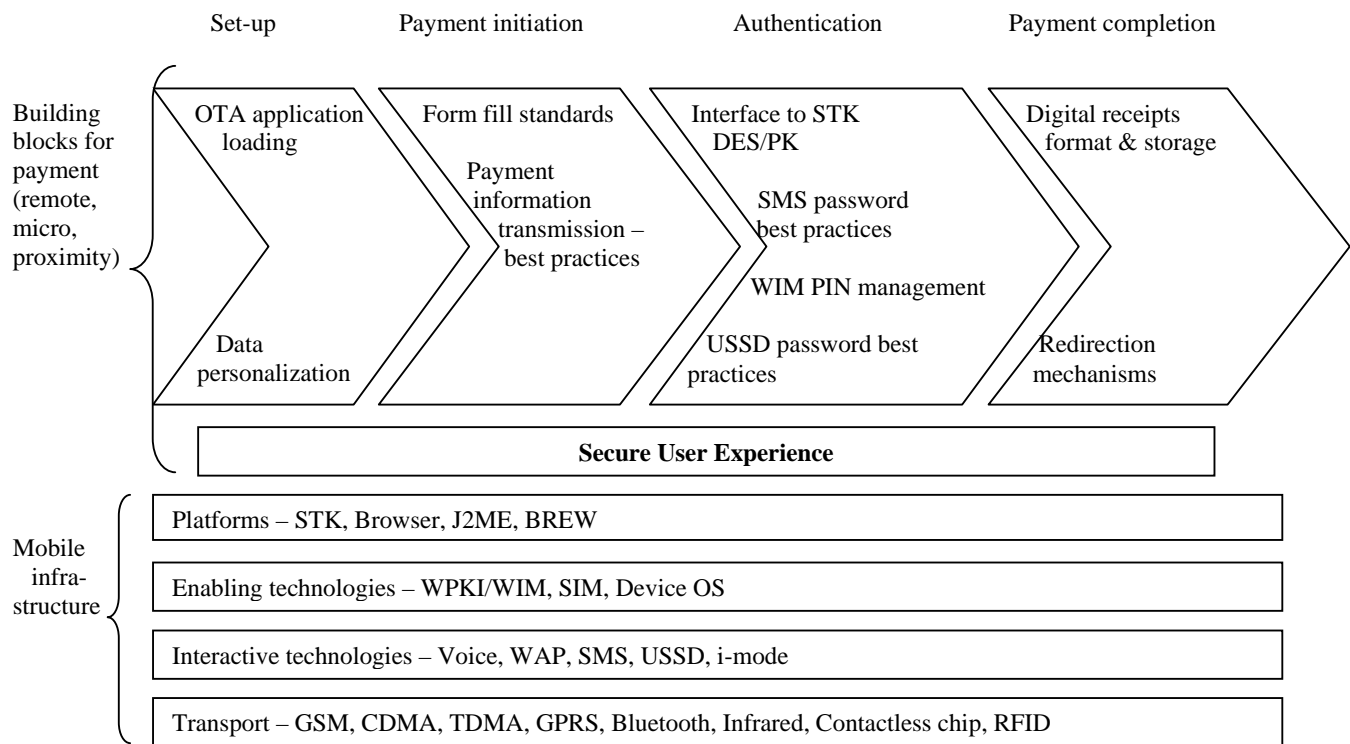 Set-up
Payment initiation
Authentication
Payment completion
Building
blocks for
payment
(remote,
micro,
proximity)
OTA application
loading
Data
personalization
Form fill standards
Payment
information
transmission –
best practices
Interface to STK
DES/PK
SMS password
best practices
WIM PIN management
USSD password best
practices
Digital receipts
format & storage
Redirection
mechanisms
Secure User Experience
Mobile
infra-
structure
Platforms – STK, Browser, J2ME, BREW
Enabling technologies – WPKI/WIM, SIM, Device OS
Interactive technologies – Voice, WAP, SMS, USSD, i-mode
Transport – GSM, CDMA, TDMA, GPRS, Bluetooth, Infrared, Contactless chip, RFID